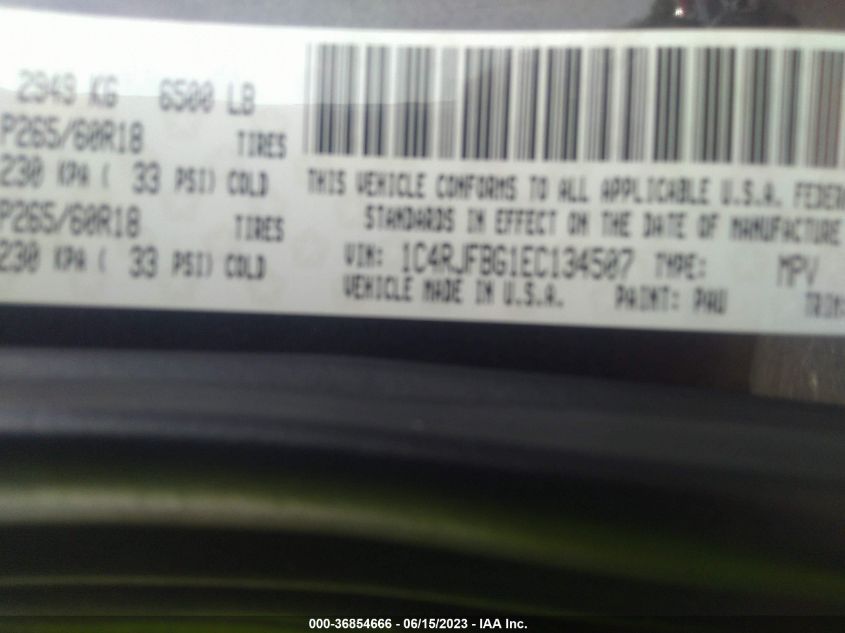 2949 KG 6500 LB
P265/60R18 TIRES
230 KPA ( 33 PSI) COLD
P265/60R18 TIRES
230 KPA ( 33 PSI) COLD
THIS VEHICLE CONFORMS TO ALL APPLICABLE U.S.A. FEDER
STANDARDS IN EFFECT ON THE DATE OF MANUFACTURE
VIN: 1C4RJFBG1EC134507 TYPE: MPV
VEHICLE MADE IN U.S.A. PAINT: PAU TRIM:
000-36854666 - 06/15/2023 - IAA Inc.